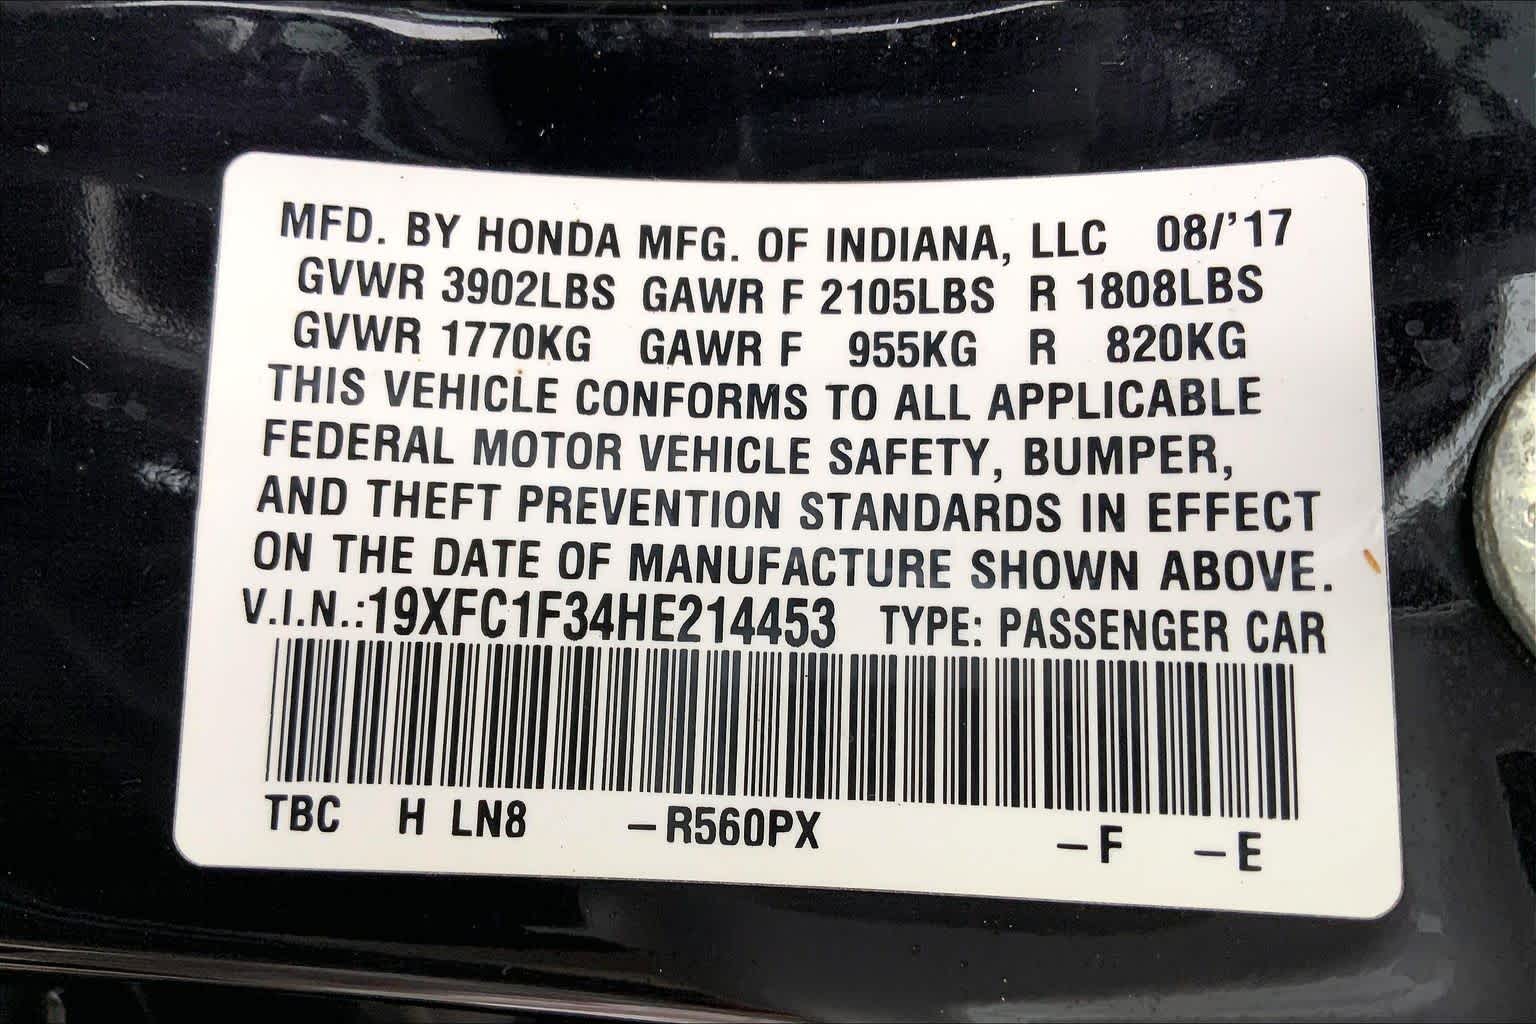 MFD. BY HONDA MFG. OF INDIANA, LLC 08/'17
GVWR 3902LBS GAWR F 2105LBS R 1808LBS
GVWR 1770KG GAWR F 955KG R 820KG
THIS VEHICLE CONFORMS TO ALL APPLICABLE
FEDERAL MOTOR VEHICLE SAFETY, BUMPER,
AND THEFT PREVENTION STANDARDS IN EFFECT
ON THE DATE OF MANUFACTURE SHOWN ABOVE.
V.I.N.:19XFC1F34HE214453 TYPE: PASSENGER CAR
TBC H LN8 –R560PX –F –E